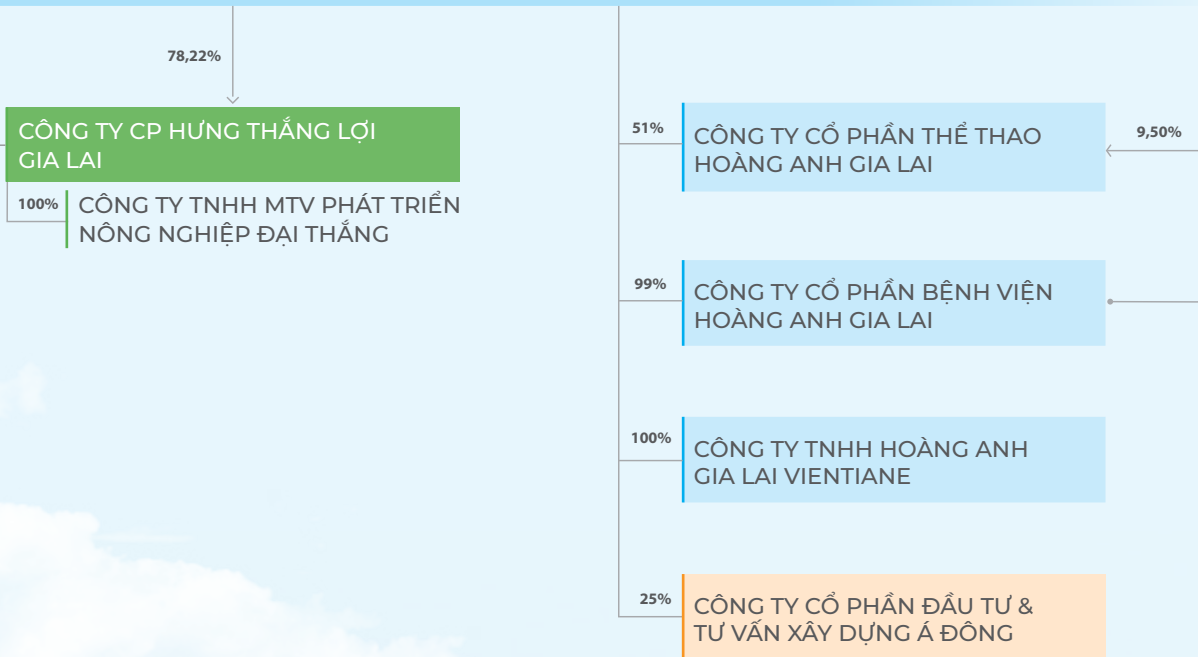 78,22%
CÔNG TY CP HƯNG THẮNG LỢI
GIA LAI
100%
CÔNG TY TNHH MTV PHÁT TRIỂN
NÔNG NGHIỆP ĐẠI THẮNG
51%
CÔNG TY CỔ PHẦN THỂ THAO
HOÀNG ANH GIA LAI
9,50%
99%
CÔNG TY CỔ PHẦN BỆNH VIỆN
HOÀNG ANH GIA LAI
100%
CÔNG TY TNHH HOÀNG ANH
GIA LAI VIENTIANE
25%
CÔNG TY CỔ PHẦN ĐẦU TƯ &
TƯ VẤN XÂY DỰNG Á ĐÔNG